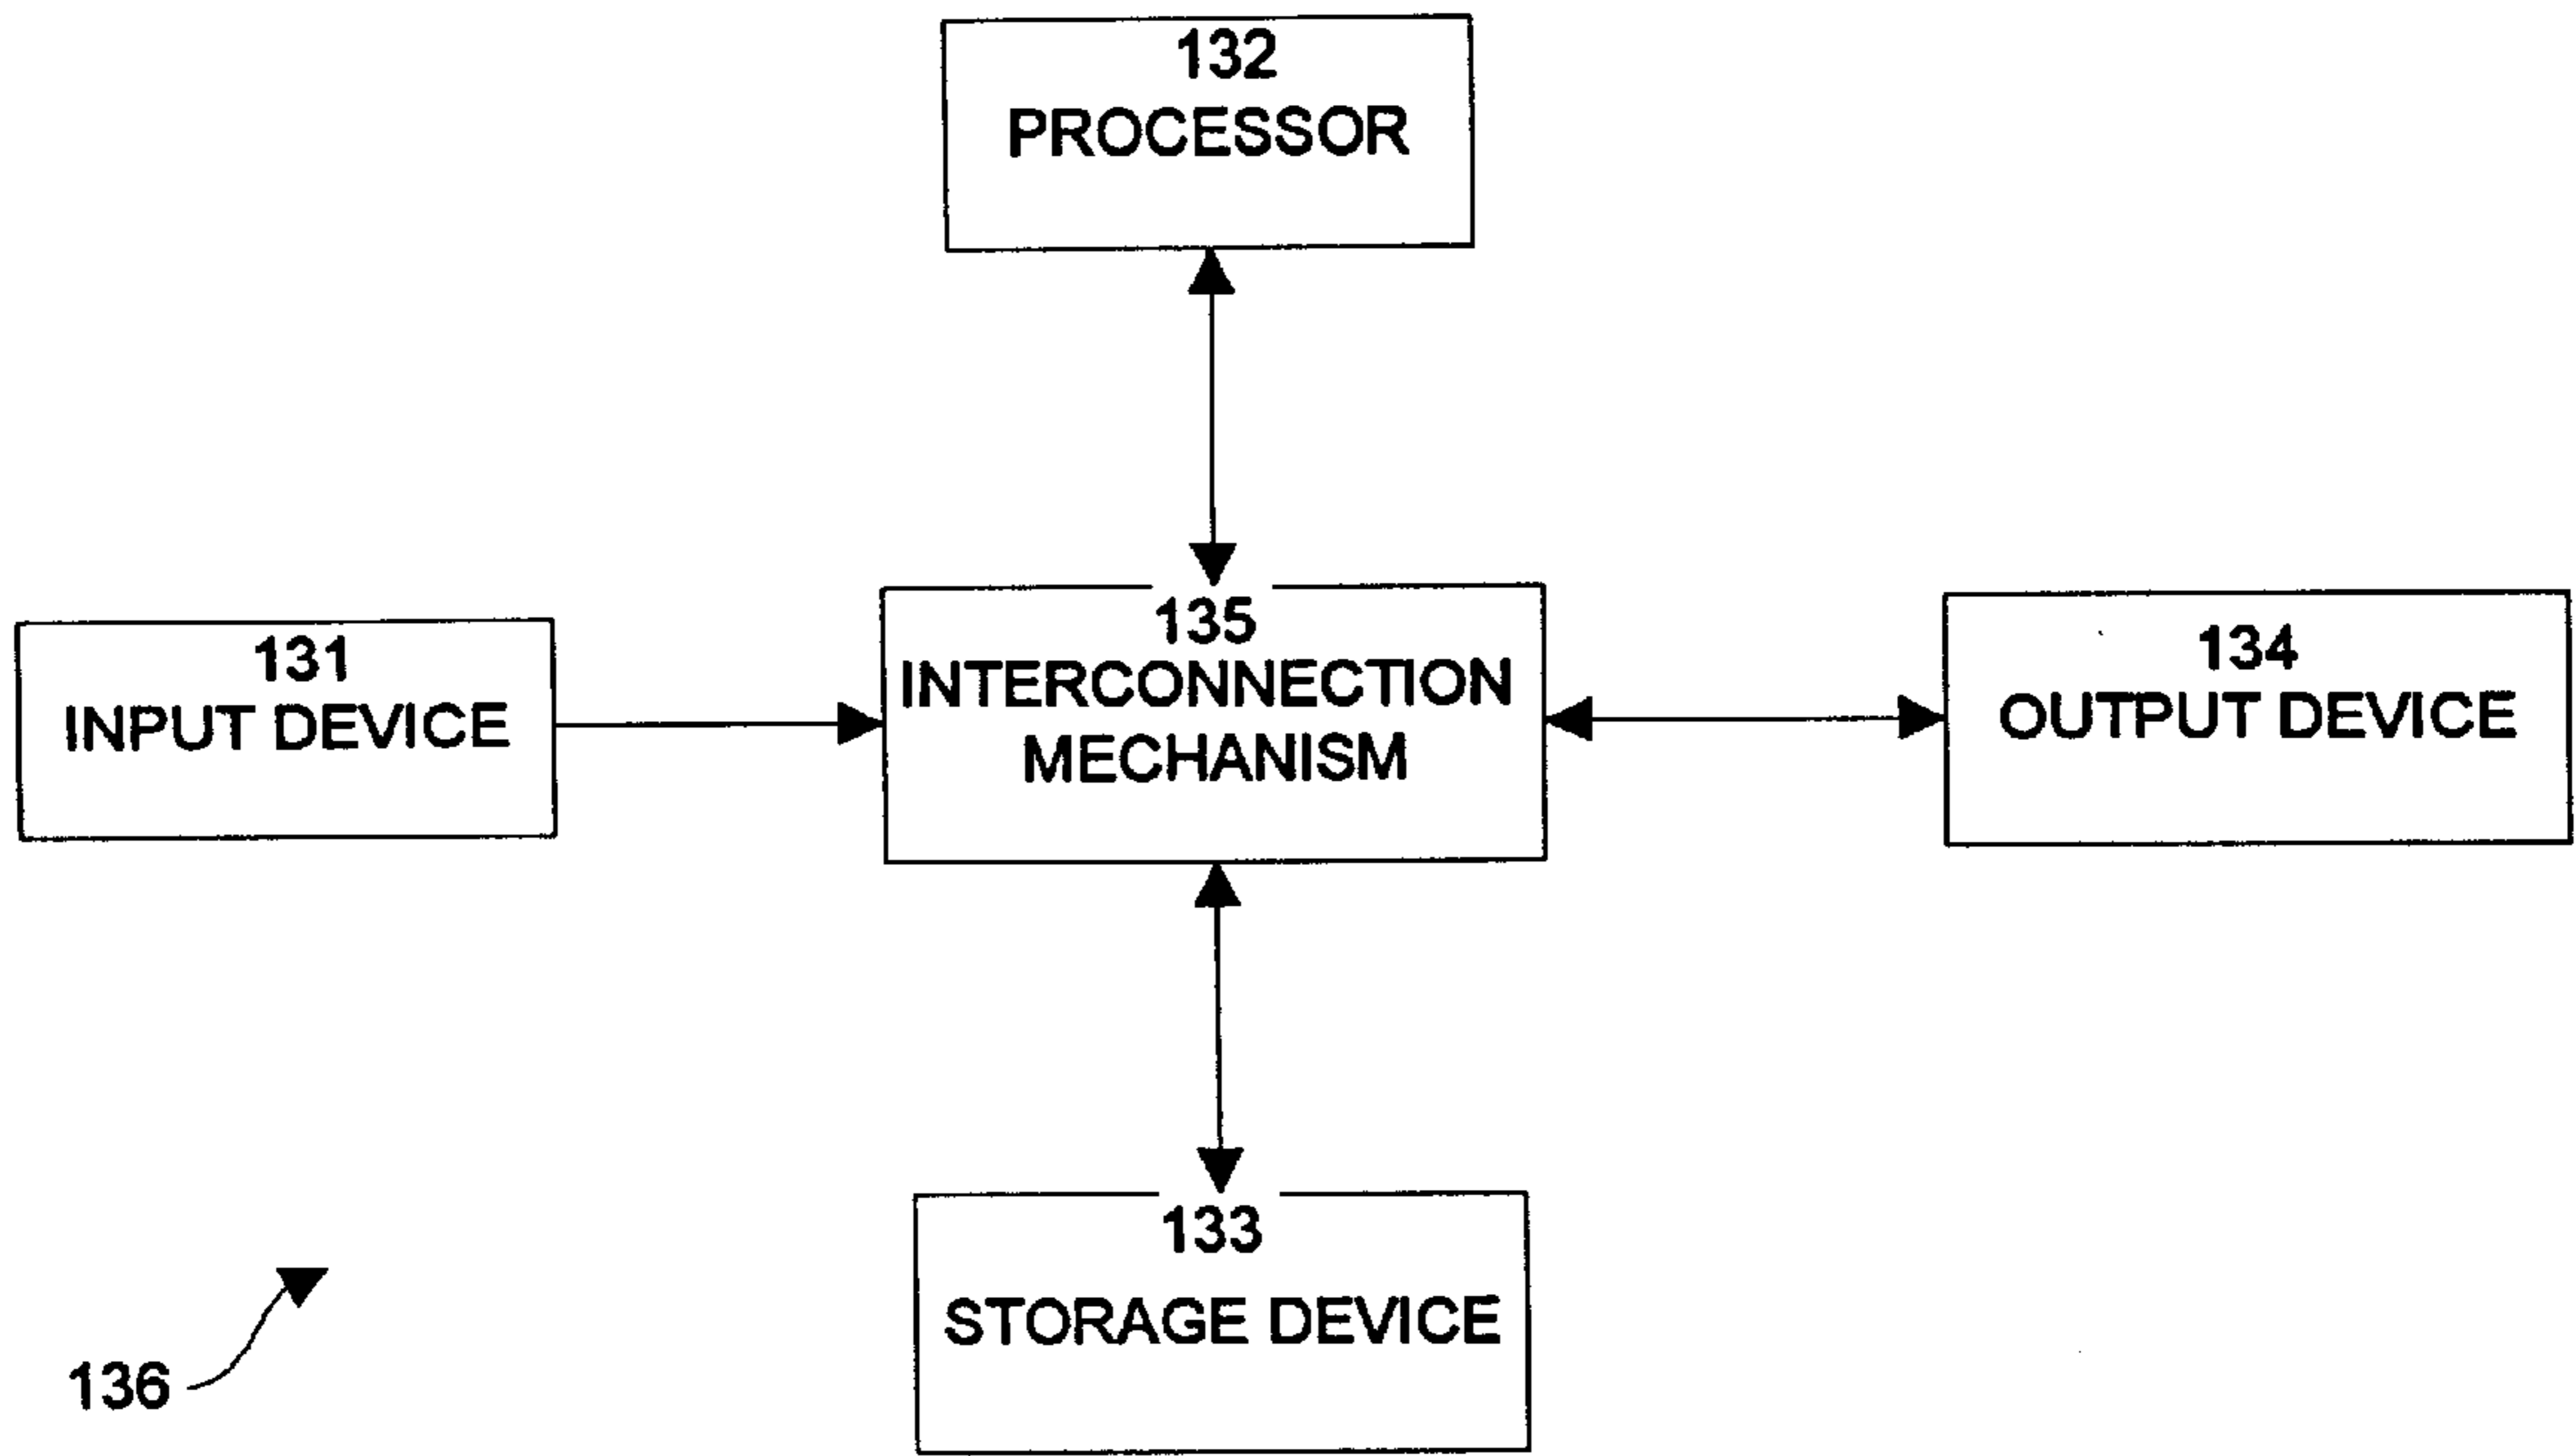 132
PROCESSOR
131
INPUT DEVICE
135
INTERCONNECTION
MECHANISM
134
OUTPUT DEVICE
133
STORAGE DEVICE
136